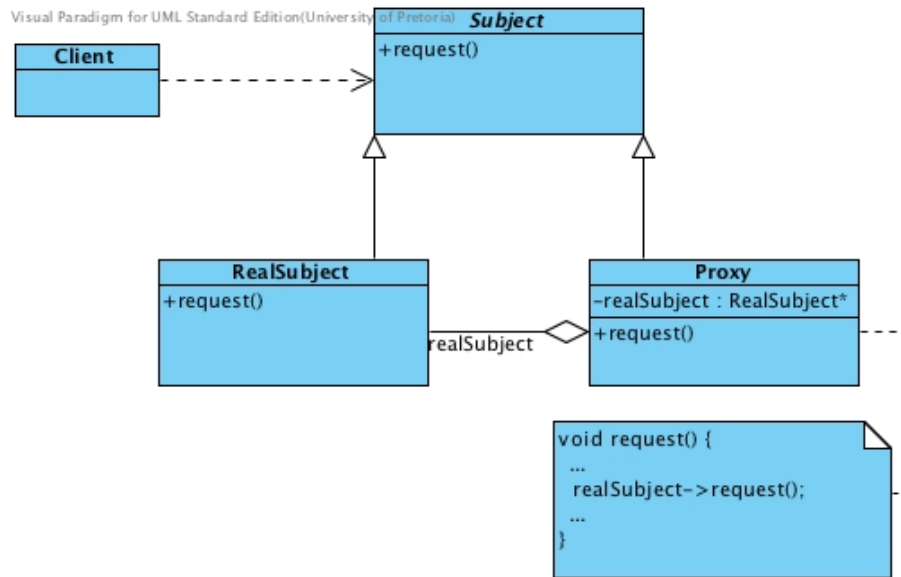 Visual Paradigm for UML Standard Edition(University of Pretoria)
Subject
+request()
Client
RealSubject
+request()
Proxy
-realSubject : RealSubject*
+request()
realSubject
void request() {
...
realSubject->request();
...
}